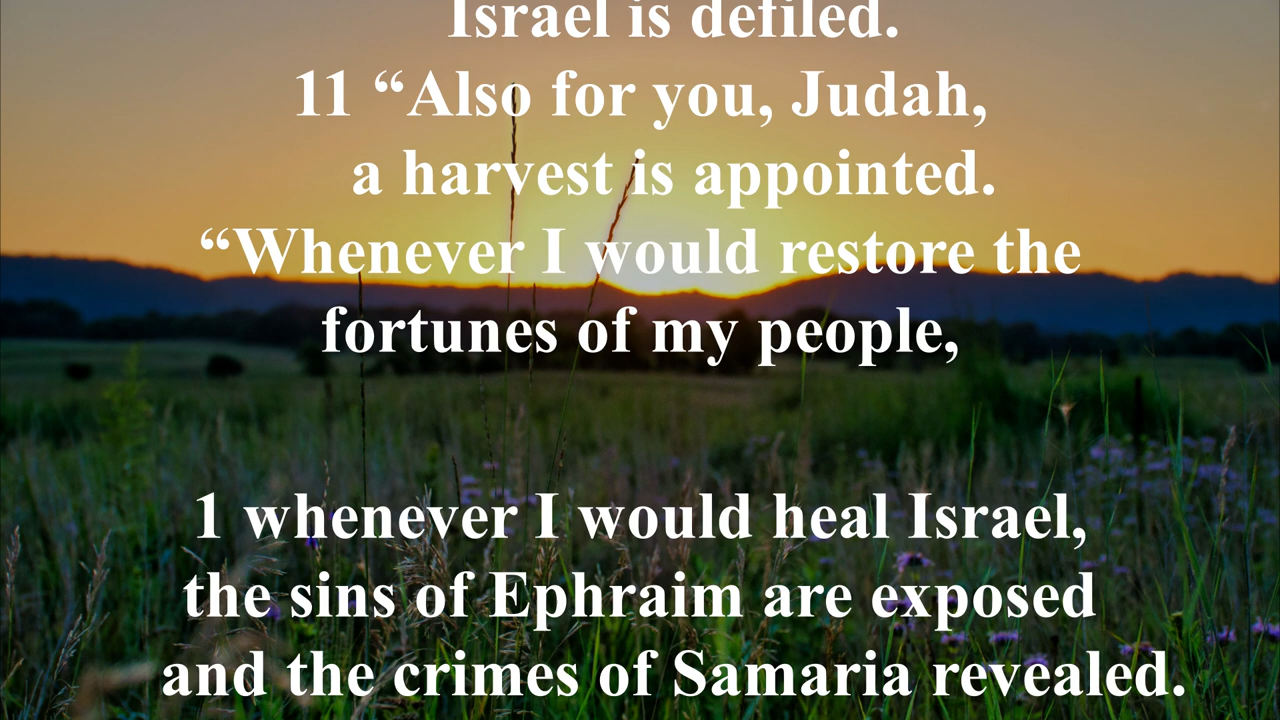 Israel is defiled.
11 “Also for you, Judah,
a harvest is appointed.
“Whenever I would restore the
fortunes of my people,
1 whenever I would heal Israel,
the sins of Ephraim are exposed
and the crimes of Samaria revealed.